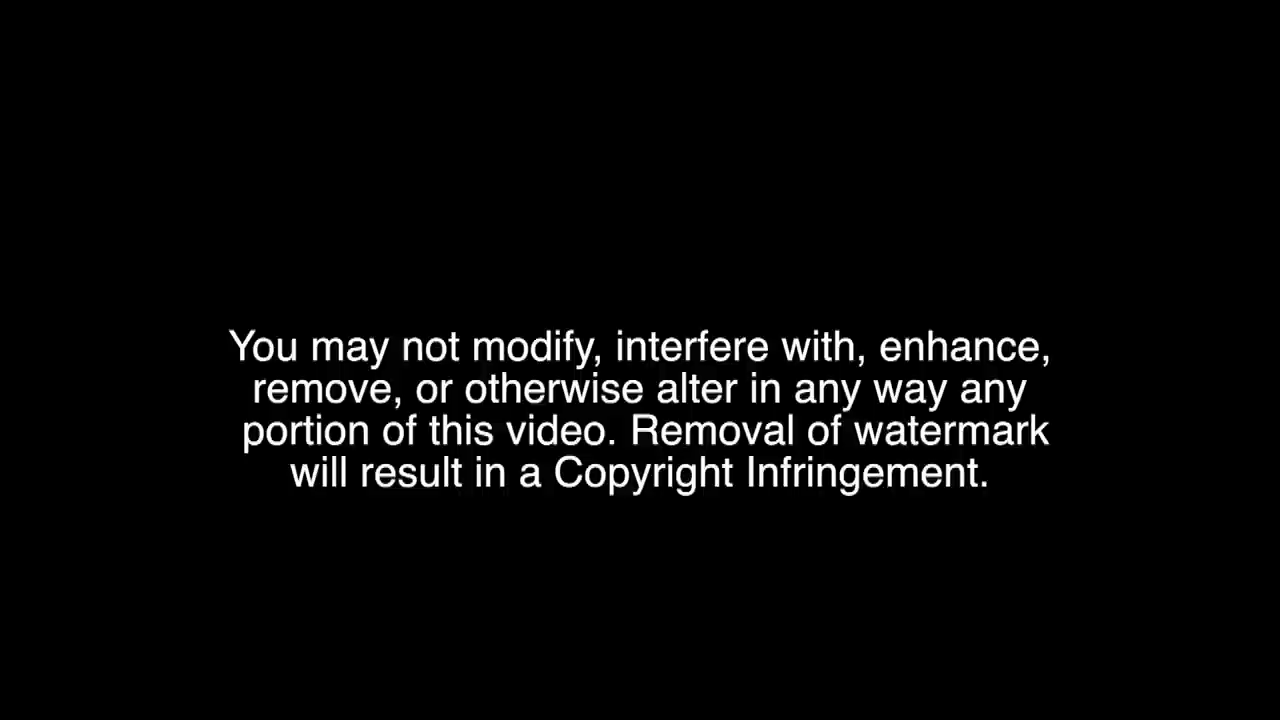 You may not modify, interfere with, enhance,
remove, or otherwise alter in any way any
portion of this video. Removal of watermark
will result in a Copyright Infringement.